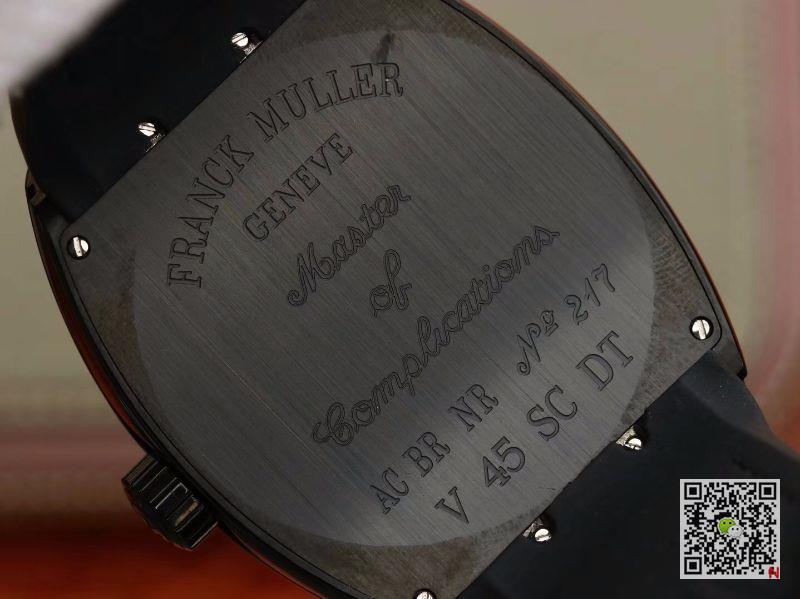 FRANCK MULLER
GENEVE
Master
of
Complications
AC BR NR Nº 217
V 45 SC DT